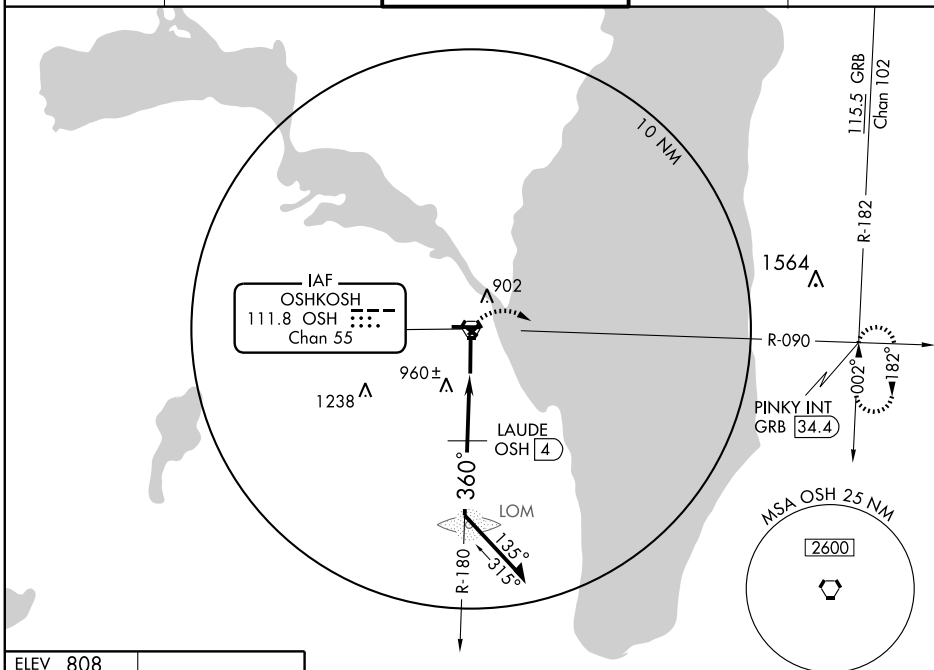 115.5 GRB
Chan 102
10 NM
R-182
1564
IAF
OSHKOSH
111.8 OSH
Chan 55
902
R-090
960±
1238
002°
182°
PINKY INT
GRB 34.4
LAUDE
OSH 4
360°
LOM
135°
315°
R-180
MSA OSH 25 NM
2600
ELEV 808